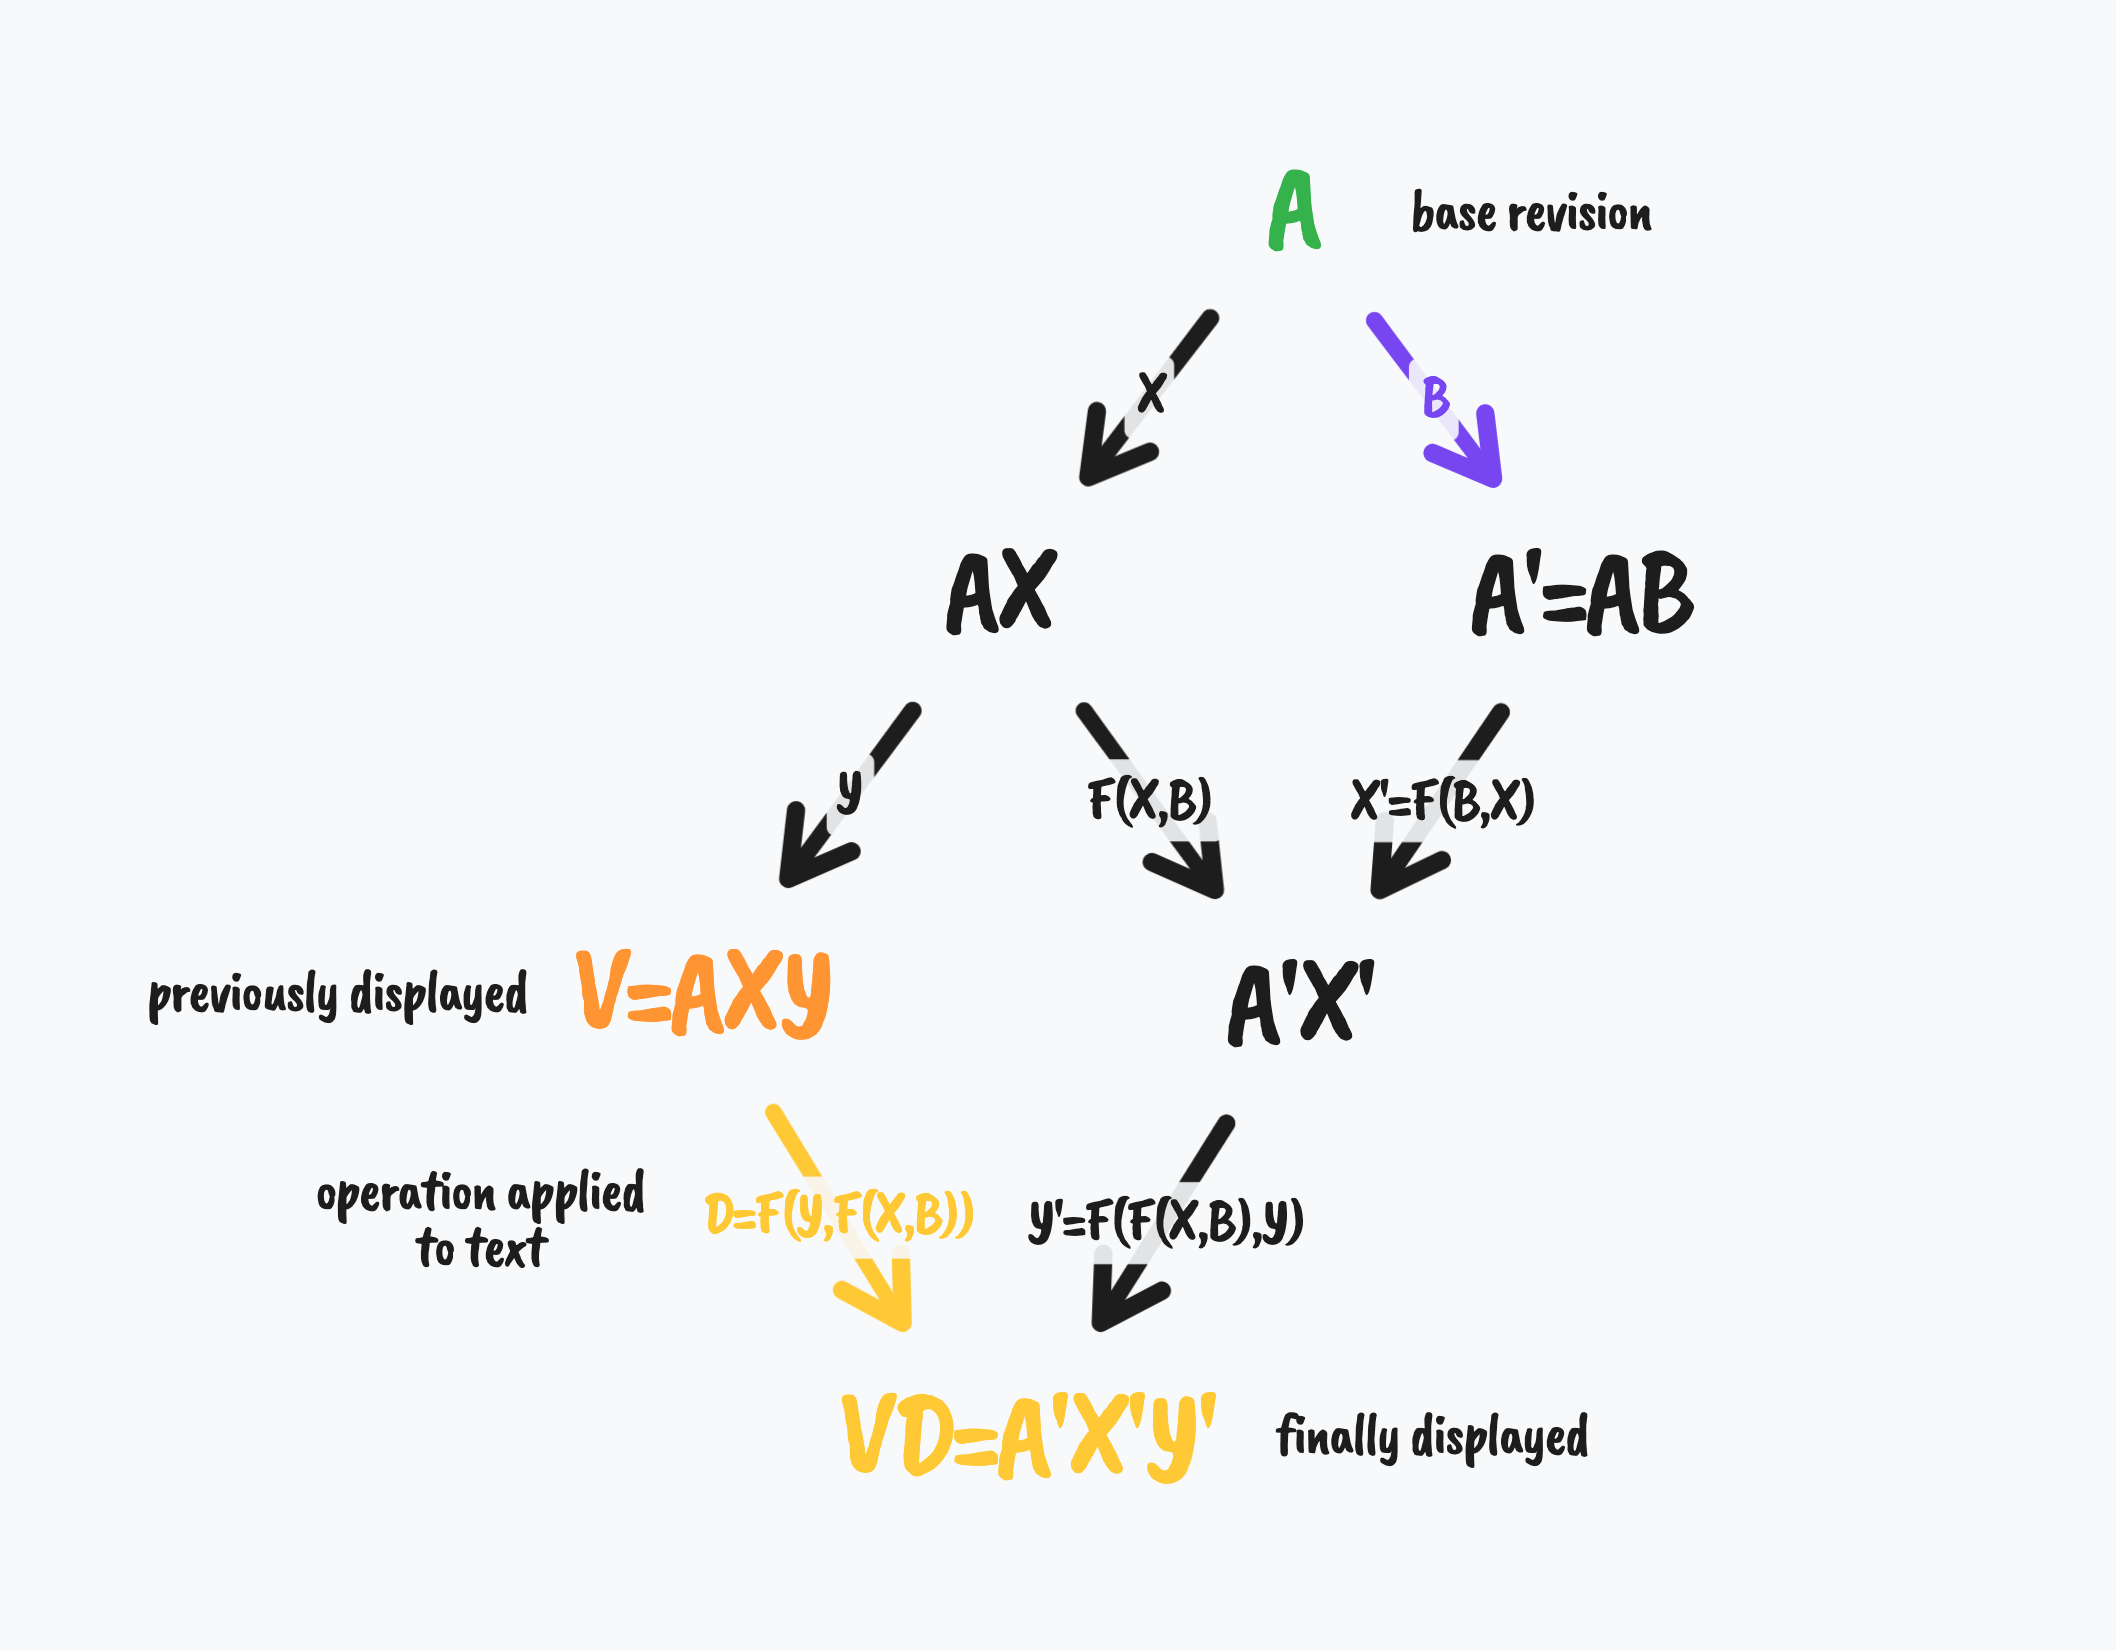 A
base revision
X
B
AX
A'=AB
Y
F(X,B)
X'=F(B,X)
previously displayed
V=AXY
A'X'
operation applied
to text
D=F(Y,F(X,B))
Y'=F(F(X,B),Y)
VD=A'X'Y'
finally displayed